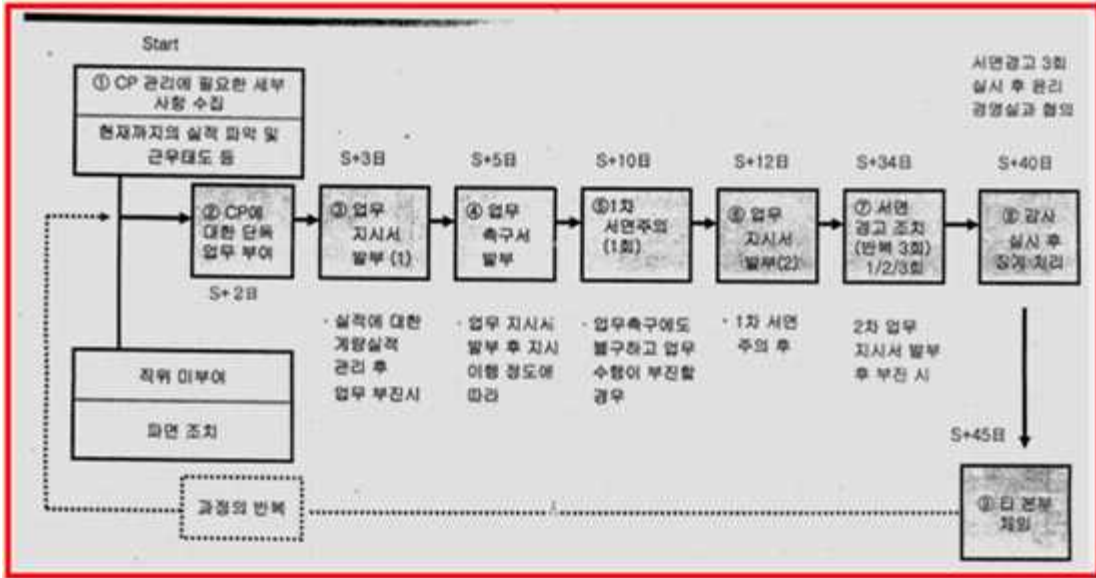 Start
① CP 관리에 필요한 세부
사항 수집
현재까지의 실적 파악 및
근무태도 등
서면경고 3회
실시 후 윤리
경영실과 협의
S+3日
S+5日
S+10日
S+12日
S+34日
S+40日
② CP에
대한 단독
업무 부여
S+2日
③ 업무
지시서
발부 (1)
④ 업무
촉구서
발부
⑤1차
서면주의
(1회)
⑥ 업무
지시서
발부(2)
⑦ 서면
경고 조치
(반복 3회)
1/2/3회
⑧ 감사
실시 후
징계 처리
· 실적에 대한
계량실적
관리 후
업무 부진시
· 업무 지시서
발부 후 지시
이행 정도에
따라
· 업무촉구에도
불구하고 업무
수행이 부진할
경우
· 1차 서면
주의 후
2차 업무
지시서 발부
후 부진 시
직위 미부여
파면 조치
S+45日
과정의 반복
⑨ 타 본부